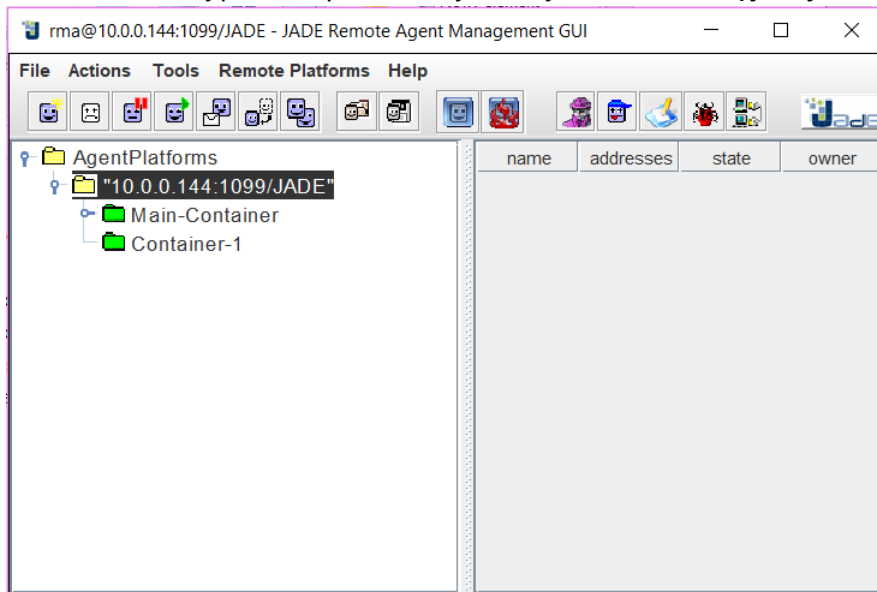 rma@10.0.0.144:1099/JADE - JADE Remote Agent Management GUI
File Actions Tools Remote Platforms Help
Jade
AgentPlatforms
"10.0.0.144:1099/JADE"
Main-Container
Container-1
name addresses state owner